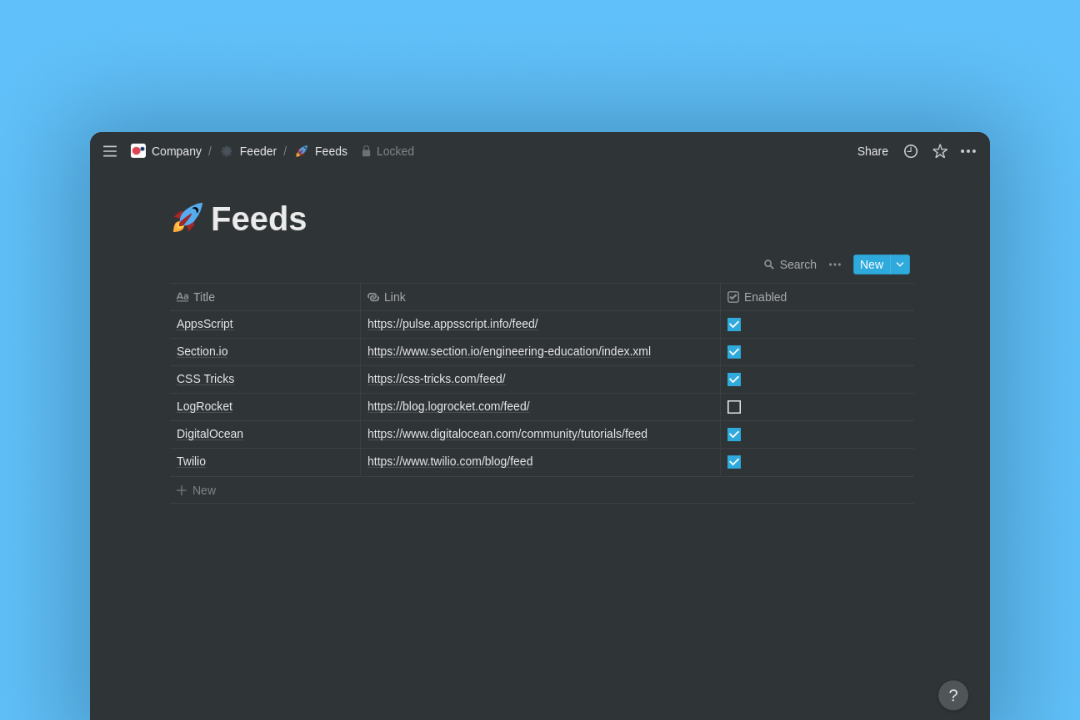 Company / Feeder / Feeds Locked Share
Feeds
Search New
Aa Title Link Enabled
AppsScript https://pulse.appsscript.info/feed/
Section.io https://www.section.io/engineering-education/index.xml
CSS Tricks https://css-tricks.com/feed/
LogRocket https://blog.logrocket.com/feed/
DigitalOcean https://www.digitalocean.com/community/tutorials/feed
Twilio https://www.twilio.com/blog/feed
+ New
?